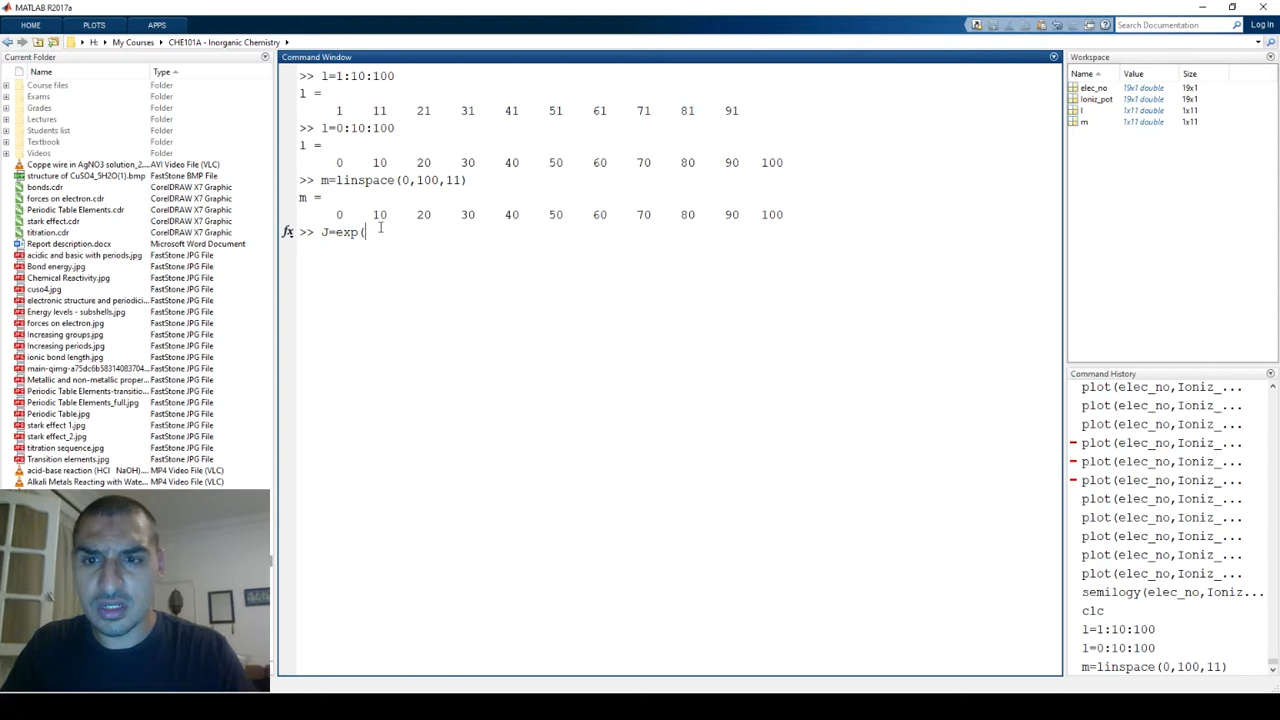 MATLAB R2017a
HOME
PLOTS
APPS
Search Documentation
Log In
H: ▸ My Courses ▸ CHE101A - Inorganic Chemistry ▸
Current Folder
Name
Type
Course files
Folder
Exams
Folder
Grades
Folder
Lectures
Folder
Students list
Folder
Textbook
Folder
Videos
Folder
Coppe wire in AgNO3 solution_2...
AVI Video File (VLC)
structure of CuSO4_5H2O(1).bmp
FastStone BMP File
bonds.cdr
CorelDRAW X7 Graphic
forces on electron.cdr
CorelDRAW X7 Graphic
Periodic Table Elements.cdr
CorelDRAW X7 Graphic
stark effect.cdr
CorelDRAW X7 Graphic
titration.cdr
CorelDRAW X7 Graphic
Report description.docx
Microsoft Word Document
acidic and basic with periods....
FastStone JPG File
Bond energy.jpg
FastStone JPG File
Chemical Reactivity.jpg
FastStone JPG File
cuso4.jpg
FastStone JPG File
electronic structure and periodici...
FastStone JPG File
Energy levels - subshells.jpg
FastStone JPG File
forces on electron.jpg
FastStone JPG File
Increasing groups.jpg
FastStone JPG File
Increasing periods.jpg
FastStone JPG File
ionic bond length.jpg
FastStone JPG File
main-qimg-a75dc6b58314083704...
FastStone JPG File
Metallic and non-metallic proper...
FastStone JPG File
Periodic Table Elements-transitio...
FastStone JPG File
Periodic Table Elements_full.jpg
FastStone JPG File
Periodic Table.jpg
FastStone JPG File
stark effect 1.jpg
FastStone JPG File
stark effect_2.jpg
FastStone JPG File
titration sequence.jpg
FastStone JPG File
Transition elements.jpg
FastStone JPG File
acid-base reaction (HCl NaOH)....
MP4 Video File (VLC)
Alkali Metals Reacting with Wate...
MP4 Video File (VLC)
Command Window
>> l=1:10:100
l =
1 11 21 31 41 51 61 71 81 91
>> l=0:10:100
l =
0 10 20 30 40 50 60 70 80 90 100
>> m=linspace(0,100,11)
m =
0 10 20 30 40 50 60 70 80 90 100
fx >> J=exp(
Workspace
Name
Value
Size
elec_no
19x1 double
19x1
Ioniz_pot
19x1 double
19x1
l
1x11 double
1x11
m
1x11 double
1x11
Command History
plot(elec_no,Ioniz_...
plot(elec_no,Ioniz_...
plot(elec_no,Ioniz_...
plot(elec_no,Ioniz_...
plot(elec_no,Ioniz_...
plot(elec_no,Ioniz_...
plot(elec_no,Ioniz_...
plot(elec_no,Ioniz_...
plot(elec_no,Ioniz_...
plot(elec_no,Ioniz_...
plot(elec_no,Ioniz_...
semilogy(elec_no,Ioniz...
clc
l=1:10:100
l=0:10:100
m=linspace(0,100,11)